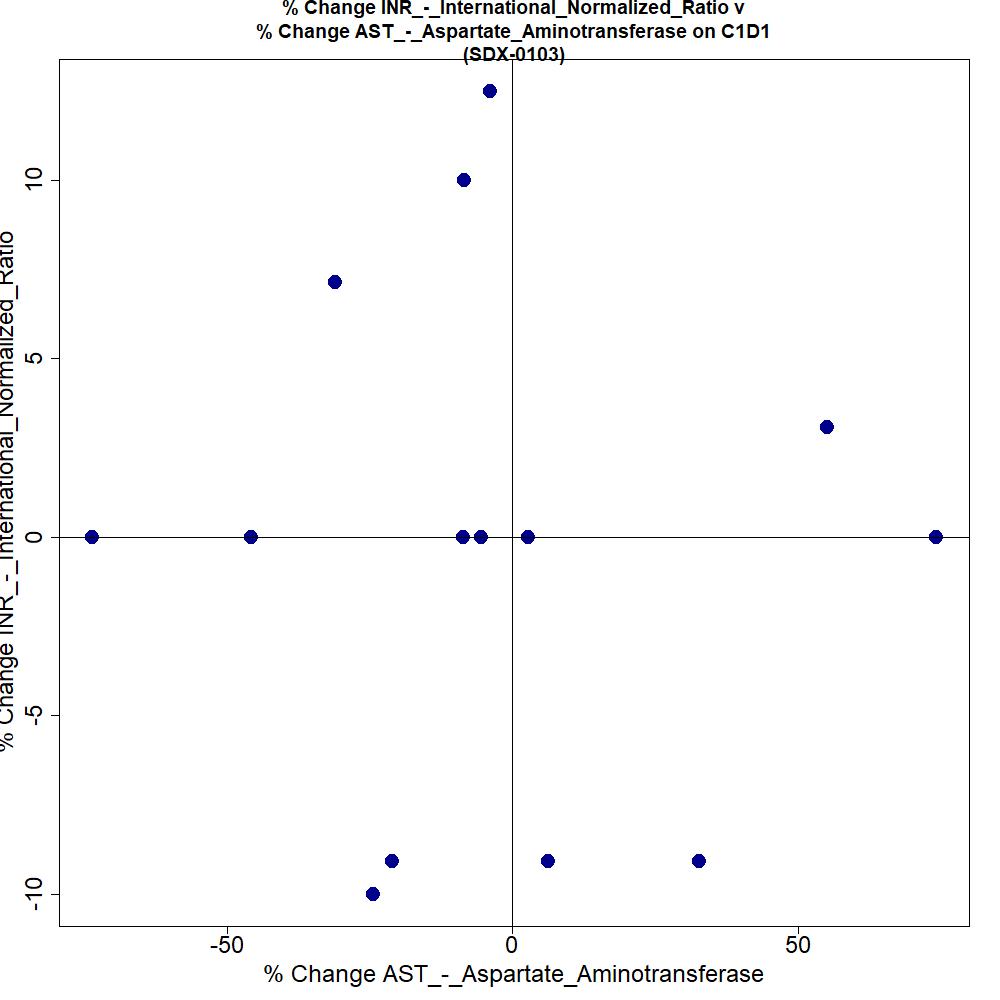 % Change INR_-_International_Normalized_Ratio v
% Change AST_-_Aspartate_Aminotransferase on C1D1
(SDX-0103)
% Change INR_-_International_Normalized_Ratio
10
5
0
-5
-10
-50
0
50
% Change AST_-_Aspartate_Aminotransferase